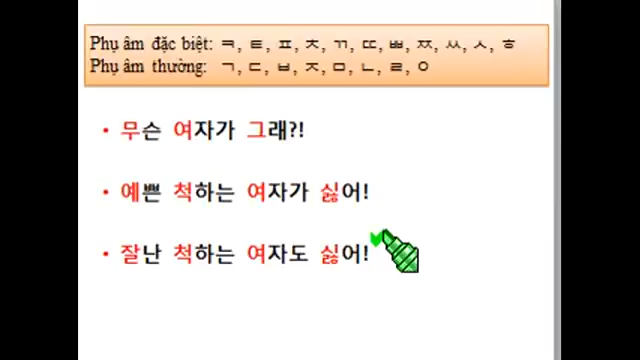 Phụ âm đặc biệt: ㅋ, ㅌ, ㅍ, ㅊ, ㄲ, ㄸ, ㅃ, ㅉ, ㅆ, ㅅ, ㅎ
Phụ âm thường: ㄱ, ㄷ, ㅂ, ㅈ, ㅁ, ㄴ, ㄹ, ㅇ
• 무슨 여자가 그래?!
• 예쁜 척하는 여자가 싫어!
• 잘난 척하는 여자도 싫어!